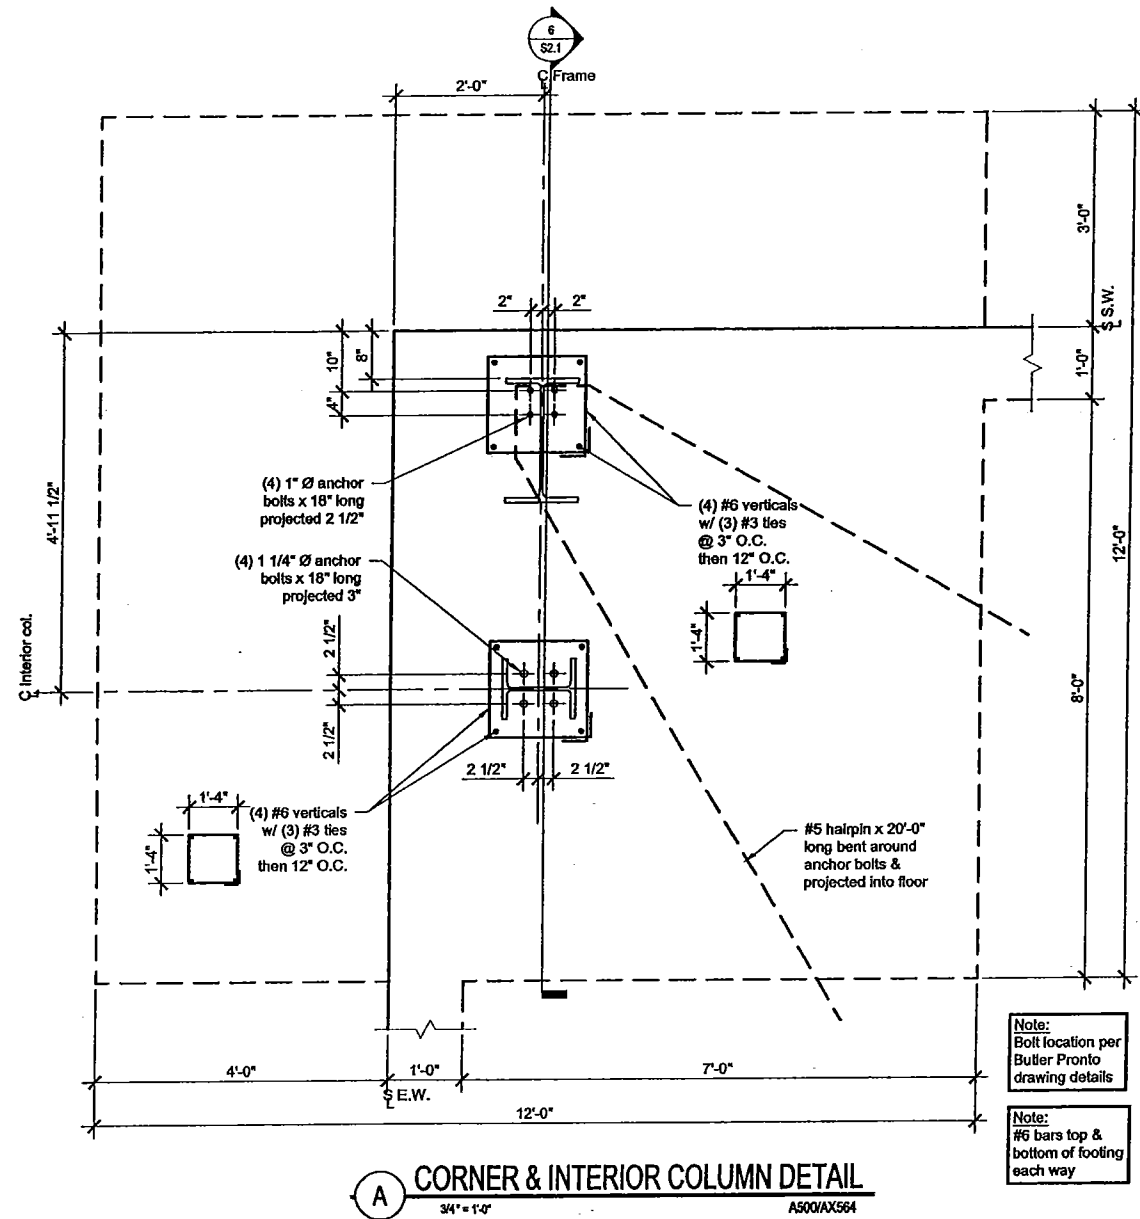 6
S2.1
C L Frame
2'-0"
3'-0"
S L S.W.
1'-0"
12'-0"
8'-0"
2" 2"
10"
8"
4"
4'-11 1/2"
(4) 1" Ø anchor
bolts x 18" long
projected 2 1/2"
(4) #6 verticals
w/ (3) #3 ties
@ 3" O.C.
then 12" O.C.
1'-4"
1'-4"
(4) 1 1/4" Ø anchor
bolts x 18" long
projected 3"
C L Interior col.
2 1/2"
2 1/2"
2 1/2" 2 1/2"
1'-4"
1'-4"
(4) #6 verticals
w/ (3) #3 ties
@ 3" O.C.
then 12" O.C.
#5 hairpin x 20'-0"
long bent around
anchor bolts &
projected into floor
4'-0" 1'-0" 7'-0"
S L E.W.
12'-0"
Note:
Bolt location per
Butler Pronto
drawing details
Note:
#6 bars top &
bottom of footing
each way
A CORNER & INTERIOR COLUMN DETAIL
3/4" = 1'-0" A500/AX564